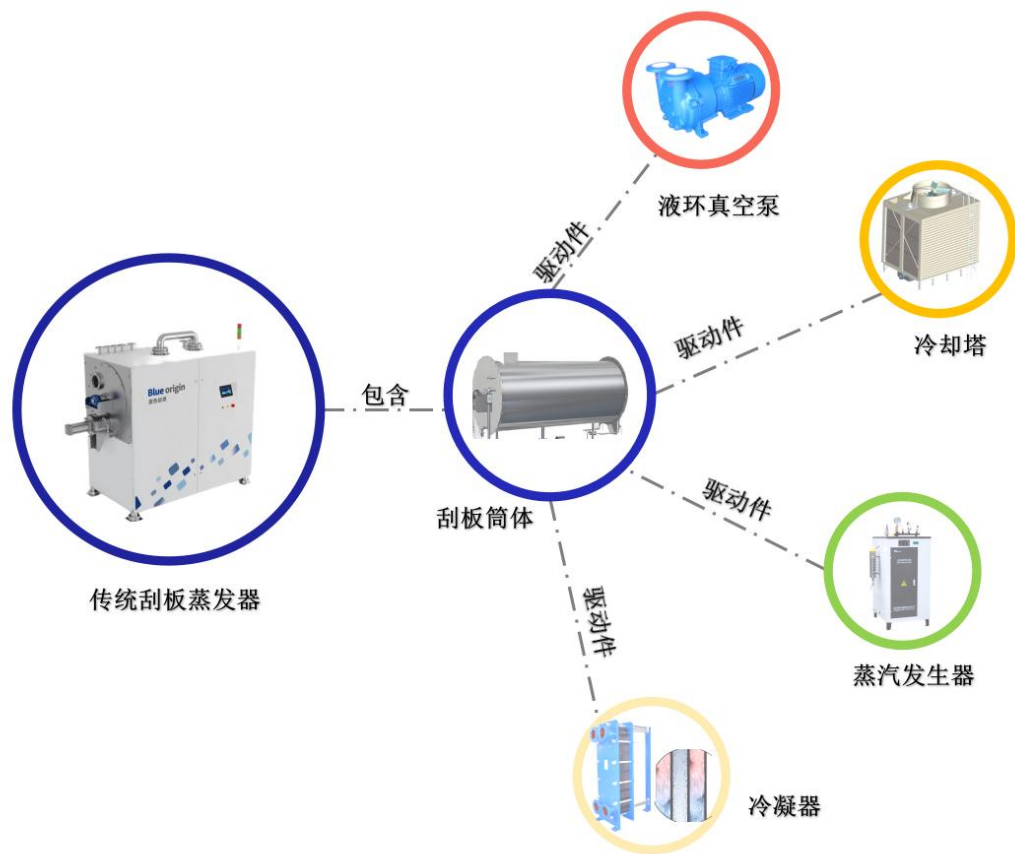 液环真空泵
驱动件
冷却塔
驱动件
Blue origin
包含
刮板筒体
驱动件
传统刮板蒸发器
驱动件
蒸汽发生器
冷凝器